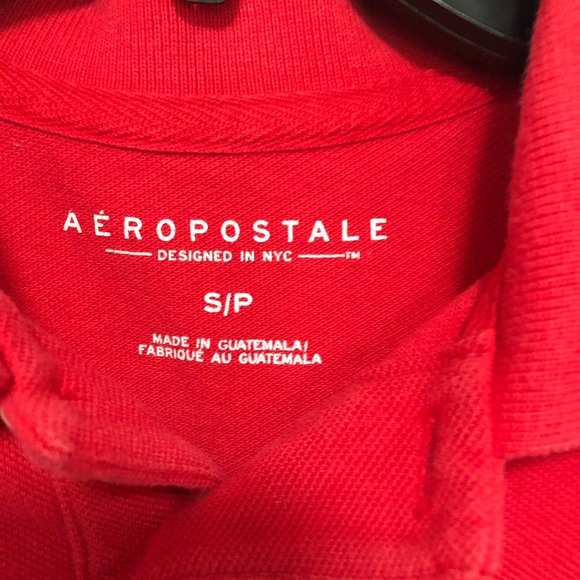 AÉROPOSTALE
DESIGNED IN NYC ™
S/P
MADE IN GUATEMALA/
FABRIQUÉ AU GUATEMALA